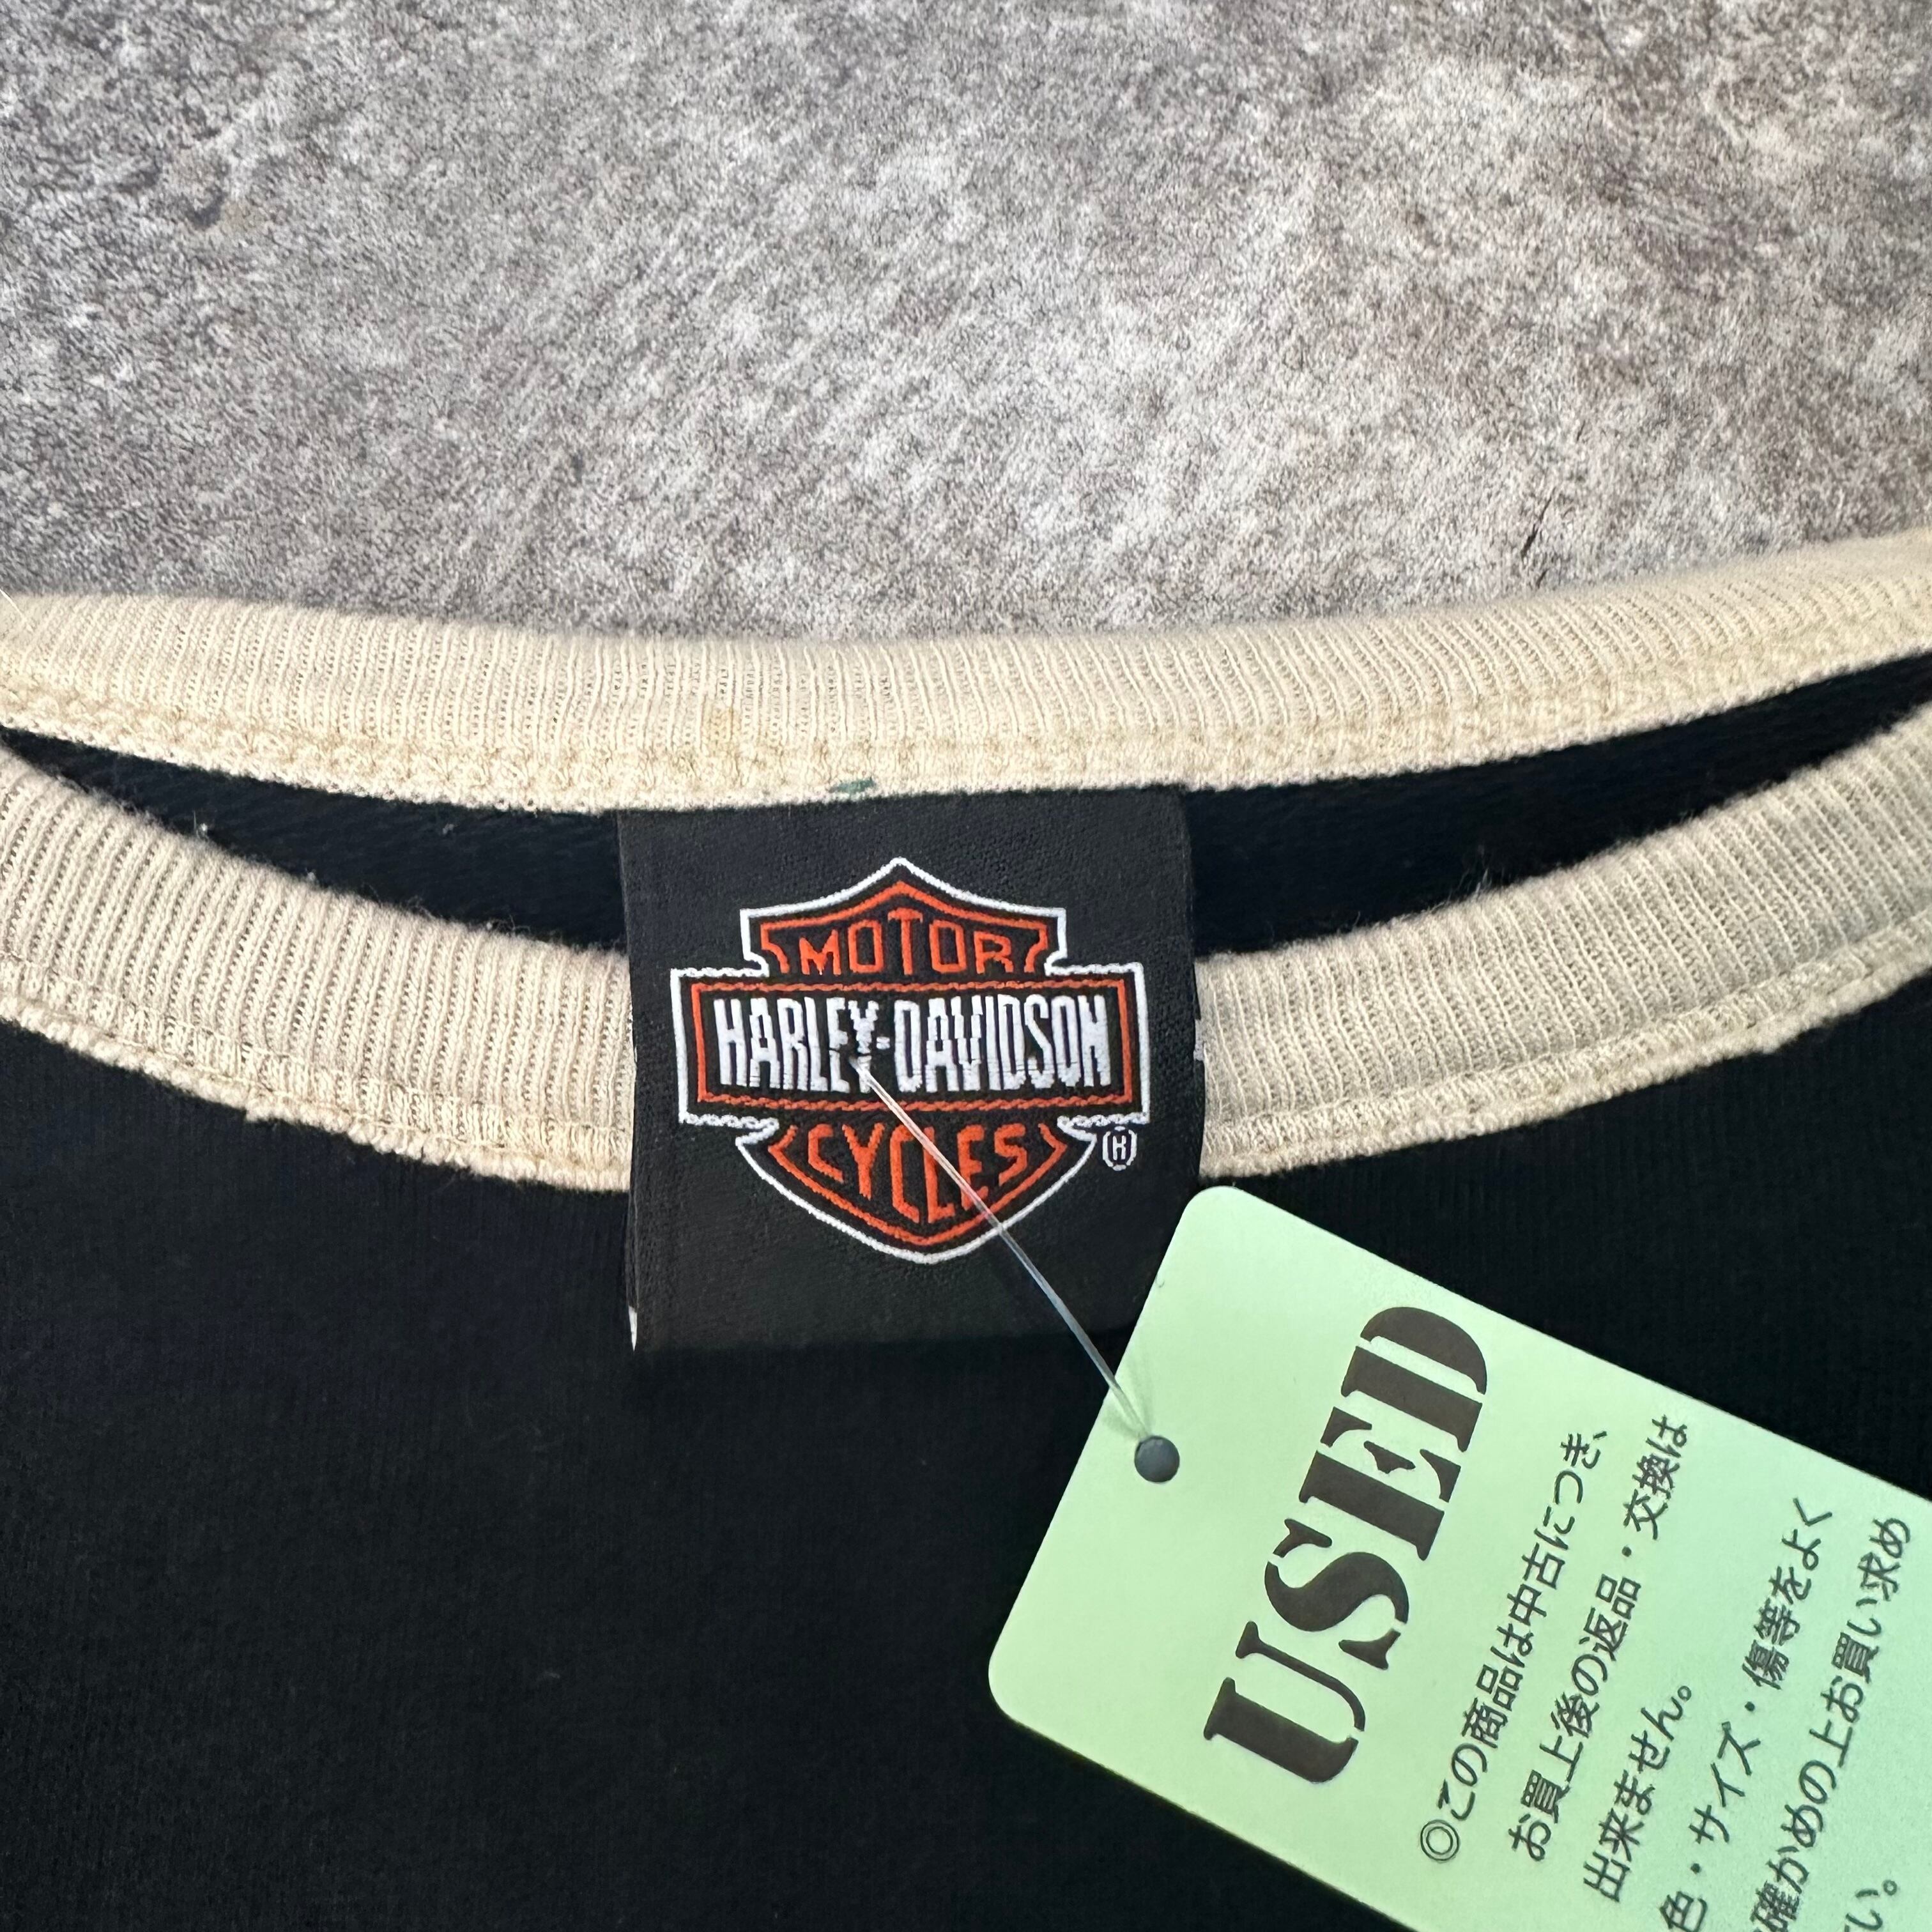 MOTOR
HARLEY-DAVIDSON
CYCLES
®
USED
◎この商品は中古につき、
お買上後の返品・交換は
出来ません。
色・サイズ・傷等をよく
確かめの上お買い求め
い。